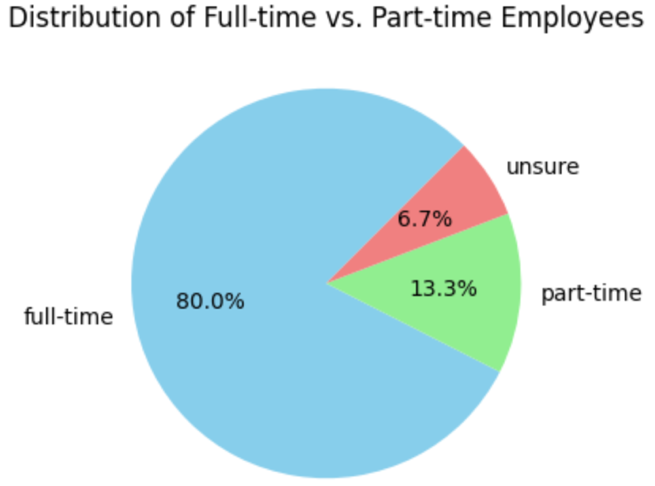 Distribution of Full-time vs. Part-time Employees
unsure
6.7%
13.3%
part-time
80.0%
full-time